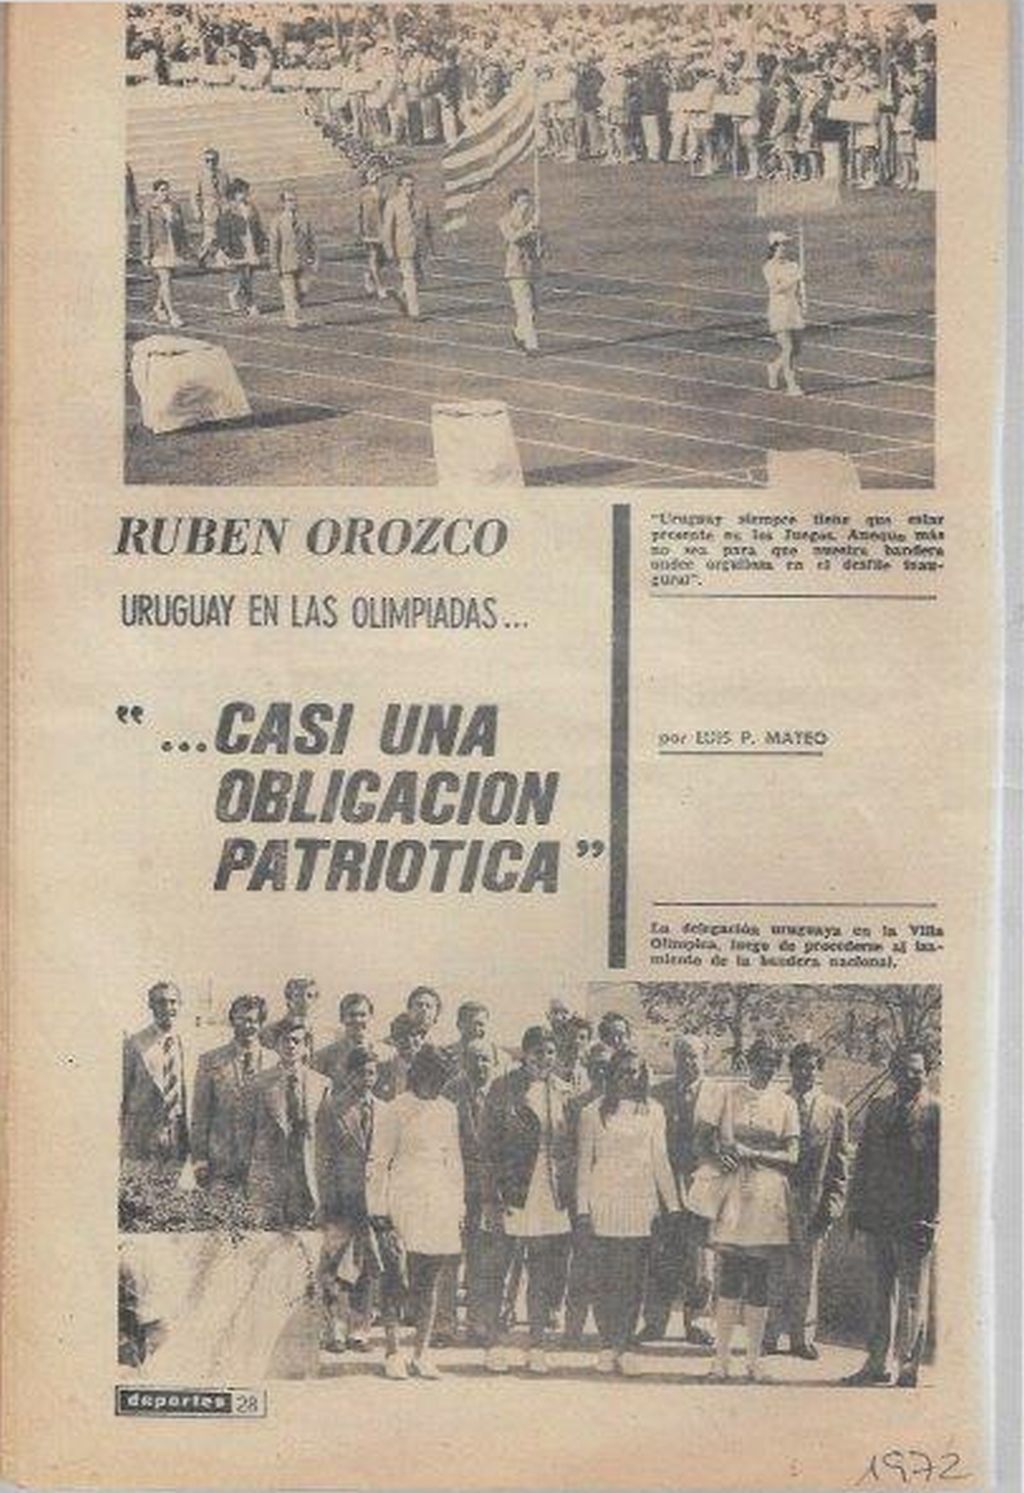 RUBEN OROZCO
URUGUAY EN LAS OLIMPIADAS...
"...CASI UNA
OBLIGACION
PATRIOTICA"
"Uruguay siempre tiene que estar
presente en los Juegos. Aunque más
no sea para que nuestra bandera
ondee orgullosa en el desfile inau-
gural".
por LUIS P. MATEO
La delegación uruguaya en la Villa
Olímpica, luego de procederse al iza-
miento de la bandera nacional.
deportes 28
1972